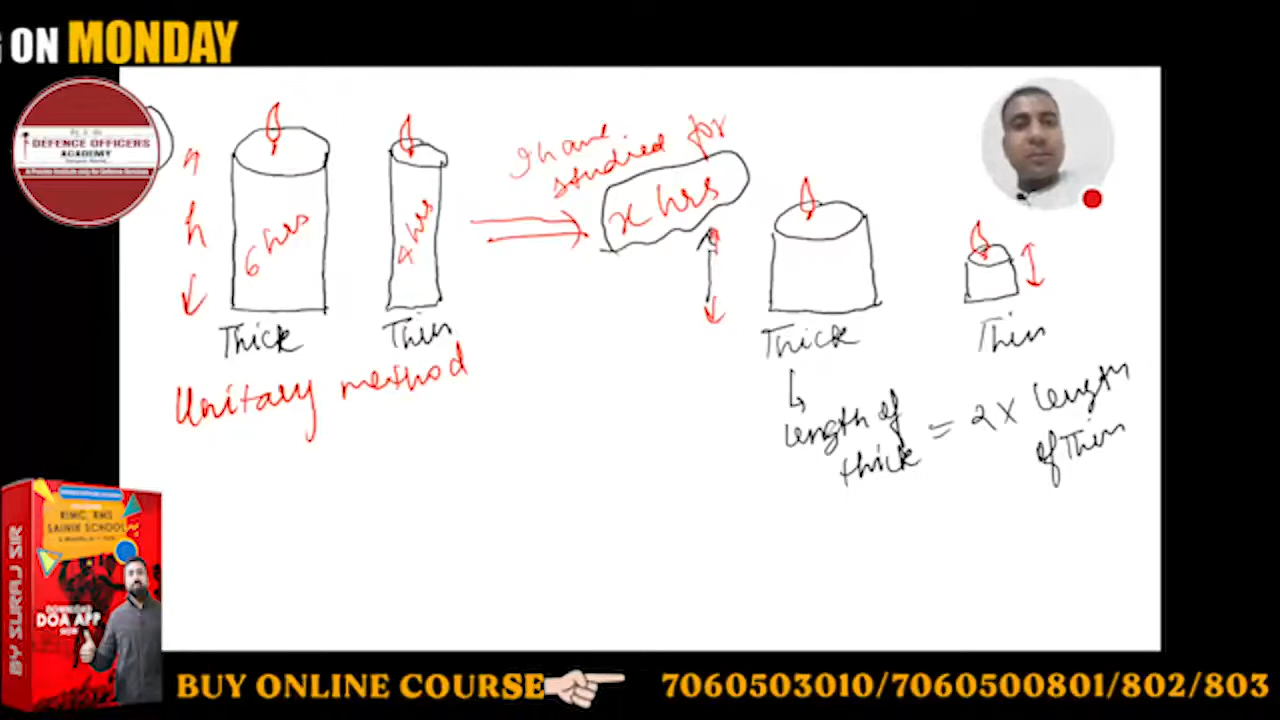 G ON MONDAY
DEFENCE OFFICERS
ACADEMY
h
6 hrs
4 hrs
I have
studied for
x hrs
Thick
Thin
Thick
Thin
Unitary method
length of
thick
= 2 x length
of Thin
RIMC, RMS
SAINIK SCHOOL
BY SURAJ SIR
DOWNLOAD
DOA APP
NOW
BUY ONLINE COURSE
7060503010/7060500801/802/803